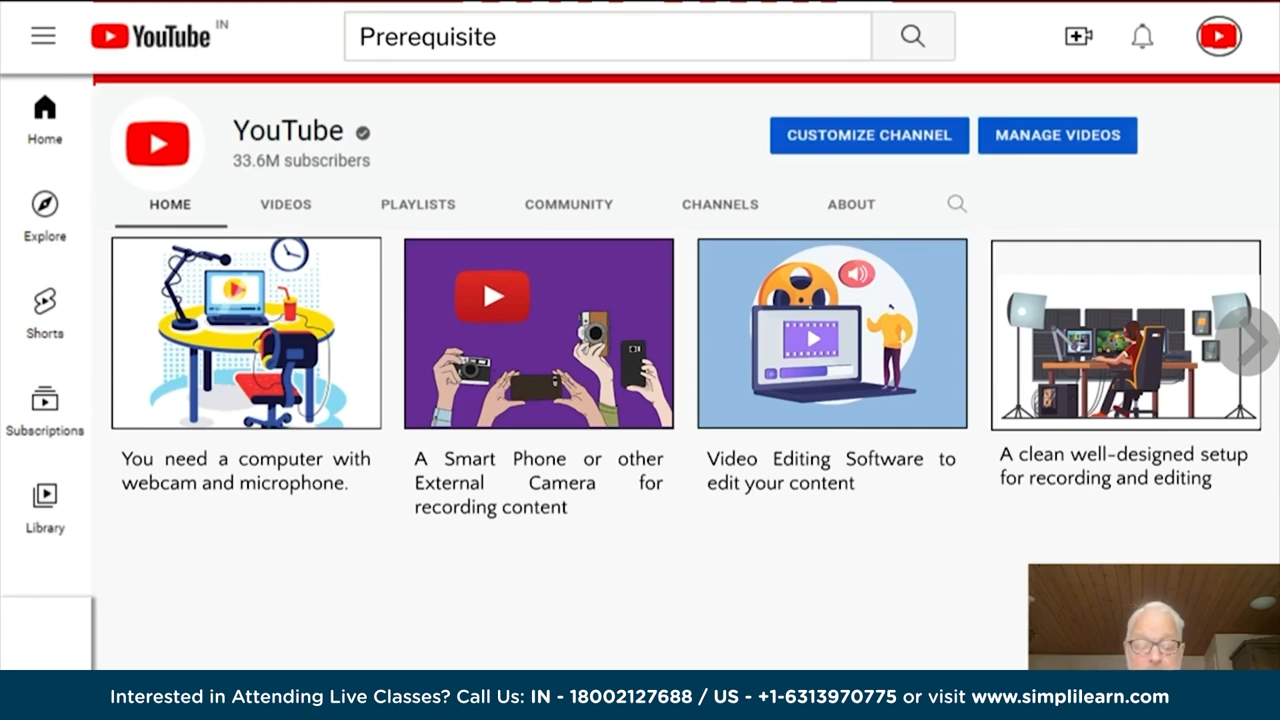 YouTube IN
Prerequisite
Home
Explore
Shorts
Subscriptions
Library
YouTube
33.6M subscribers
CUSTOMIZE CHANNEL
MANAGE VIDEOS
HOME VIDEOS PLAYLISTS COMMUNITY CHANNELS ABOUT
You need a computer with
webcam and microphone.
A Smart Phone or other
External Camera for
recording content
Video Editing Software to
edit your content
A clean well-designed setup
for recording and editing
Interested in Attending Live Classes? Call Us: IN - 18002127688 / US - +1-6313970775 or visit www.simplilearn.com